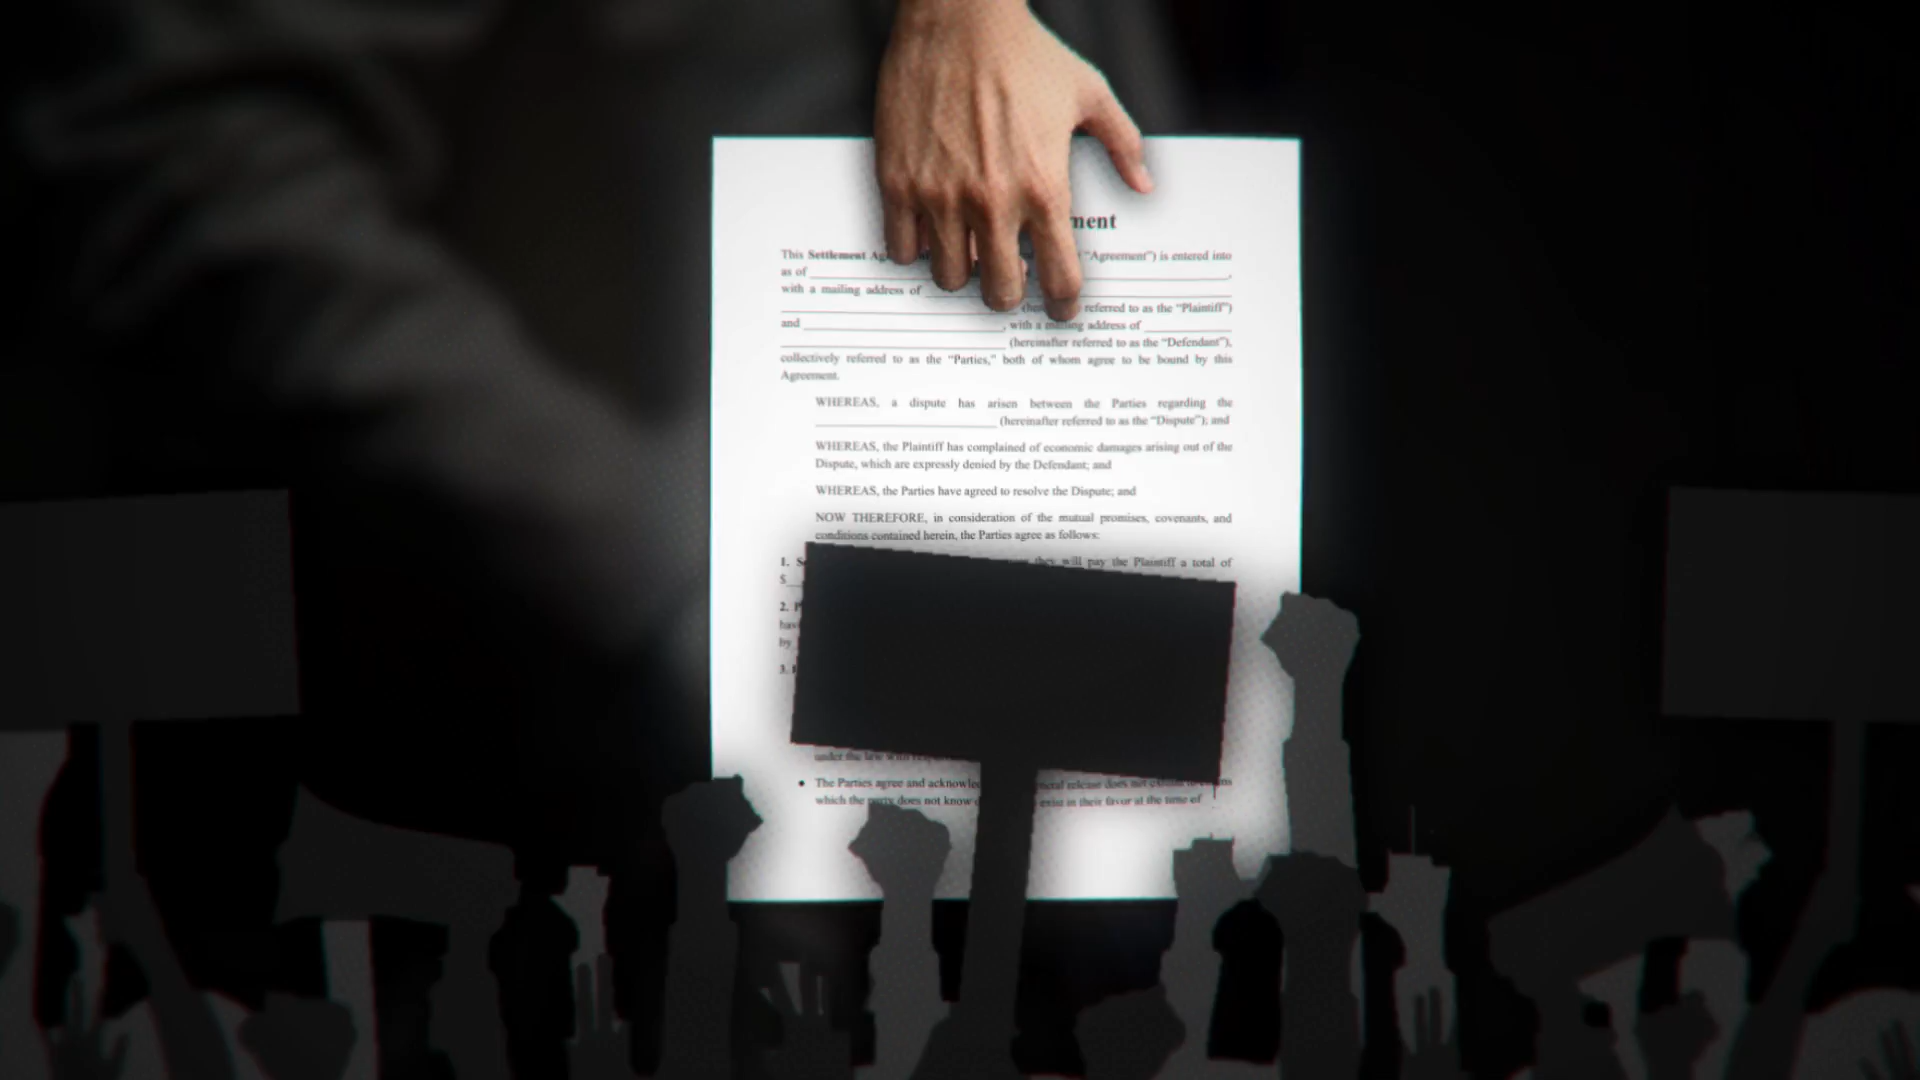 ment
This Settlement Ag "Agreement") is entered into
as of
with a mailing address of
referred to as the "Plaintiff")
and , with a mailing address of
(hereinafter referred to as the "Defendant"),
collectively referred to as the "Parties," both of whom agree to be bound by this
Agreement.
WHEREAS, a dispute has arisen between the Parties regarding the
(hereinafter referred to as the "Dispute"); and
WHEREAS, the Plaintiff has complained of economic damages arising out of the
Dispute, which are expressly denied by the Defendant; and
WHEREAS, the Parties have agreed to resolve the Dispute; and
NOW THEREFORE, in consideration of the mutual promises, covenants, and
conditions contained herein, the Parties agree as follows:
1. S they will pay the Plaintiff a total of
$
2. P
hav
by
3.
under the law with
• The Parties agree and acknowle release does not
which the party does not know exist in their favor at the time of